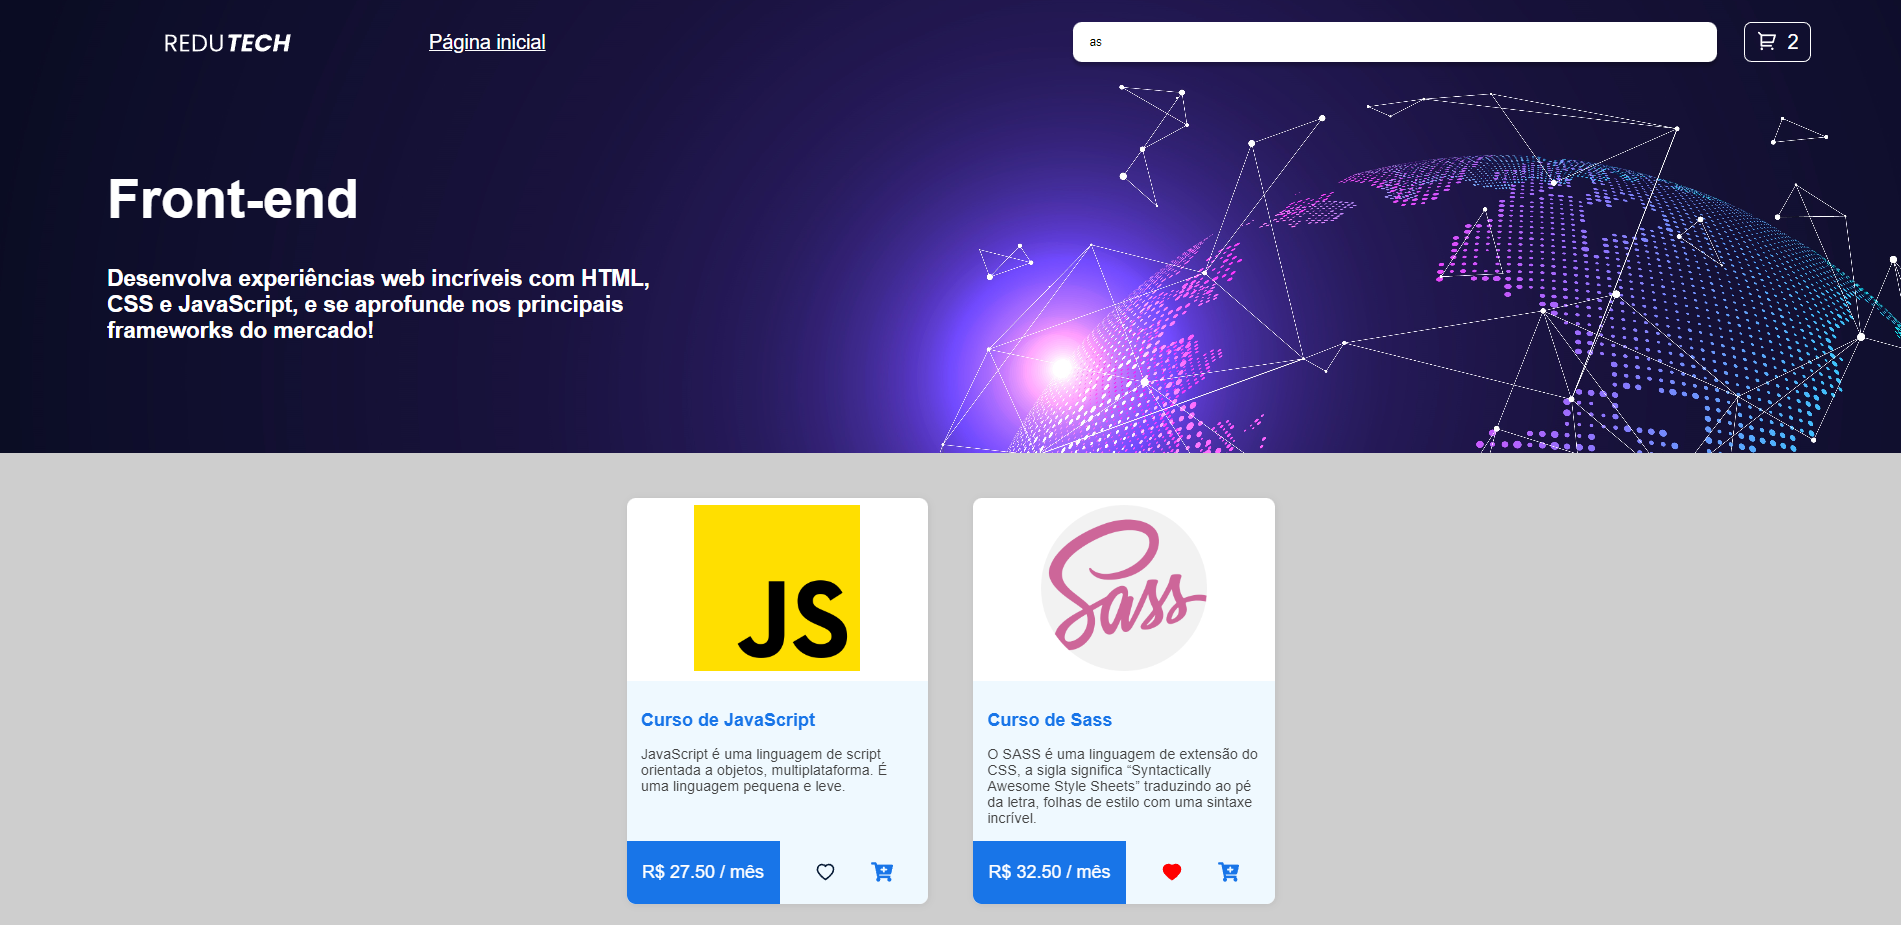 REDUTECH
Página inicial
as
2
Front-end
Desenvolva experiências web incríveis com HTML,
CSS e JavaScript, e se aprofunde nos principais
frameworks do mercado!
JS
Curso de JavaScript
JavaScript é uma linguagem de script
orientada a objetos, multiplataforma. É
uma linguagem pequena e leve.
R$ 27.50 / mês
Sass
Curso de Sass
O SASS é uma linguagem de extensão do
CSS, a sigla significa “Syntactically
Awesome Style Sheets” traduzindo ao pé
da letra, folhas de estilo com uma sintaxe
incrível.
R$ 32.50 / mês